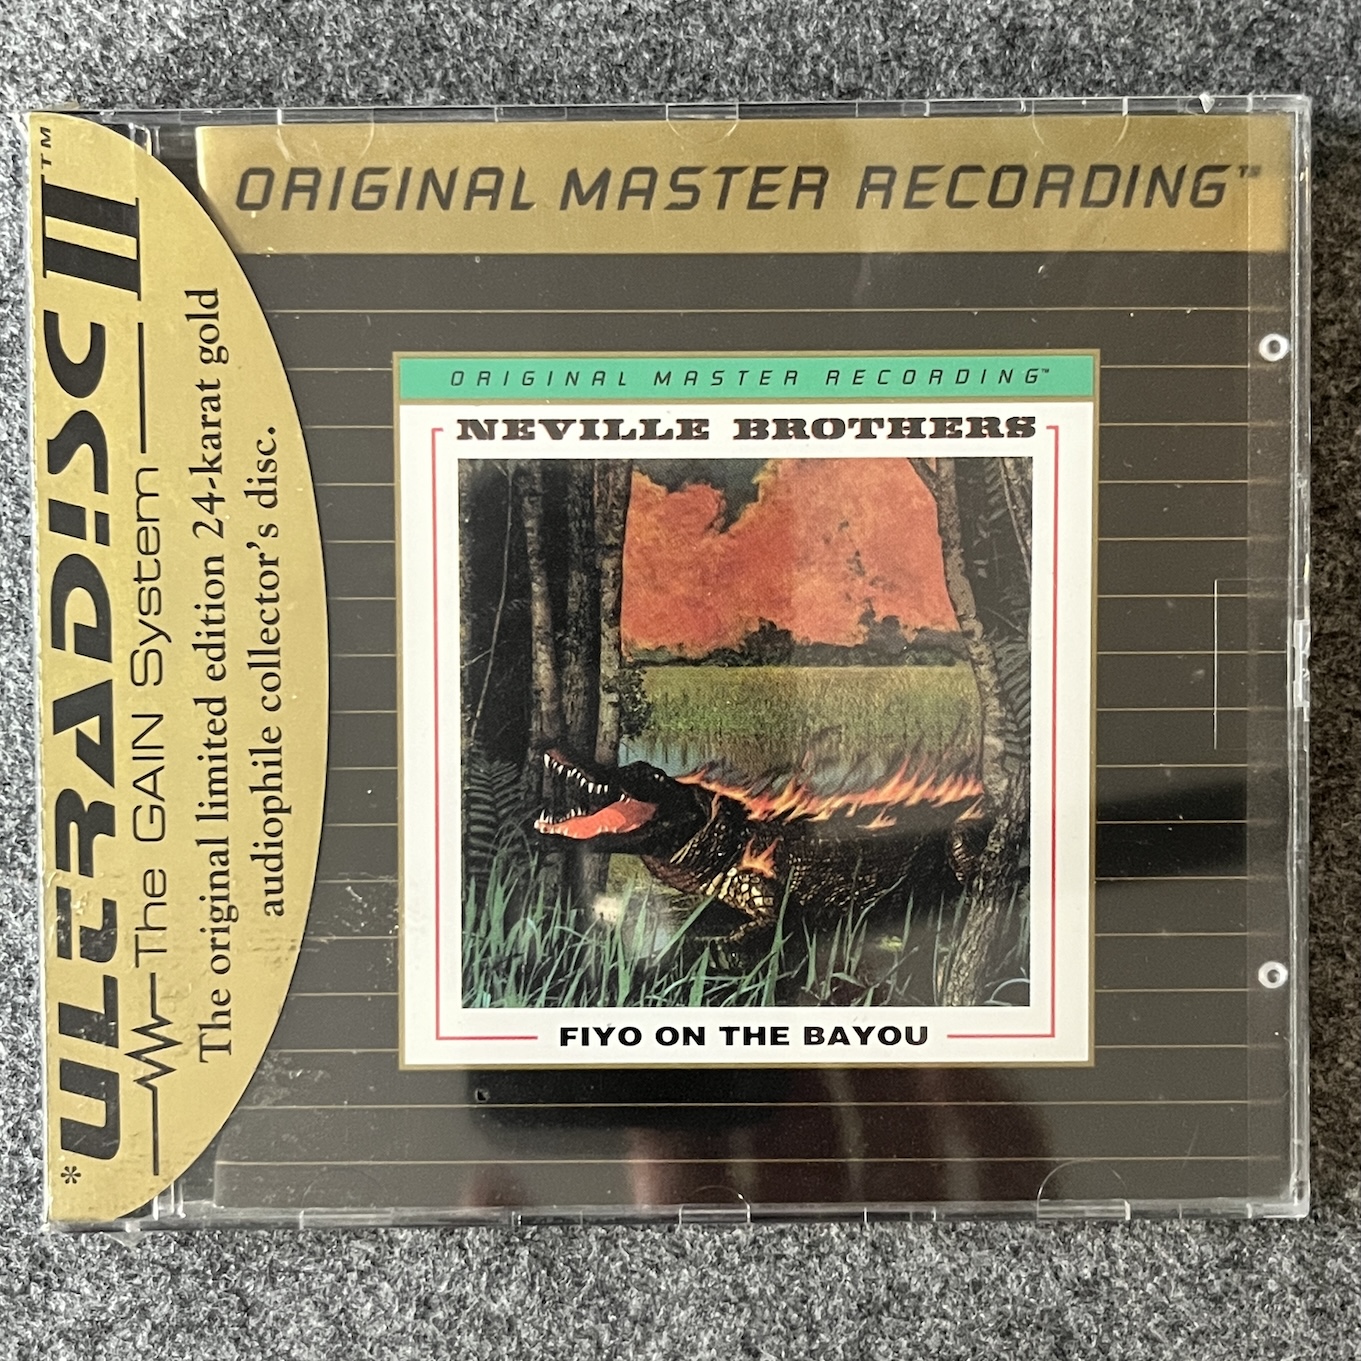 ORIGINAL MASTER RECORDING™
*ULTRADISC II™
The GAIN System
The original limited edition 24-karat gold
audiophile collector's disc.
ORIGINAL MASTER RECORDING™
NEVILLE BROTHERS
FIYO ON THE BAYOU